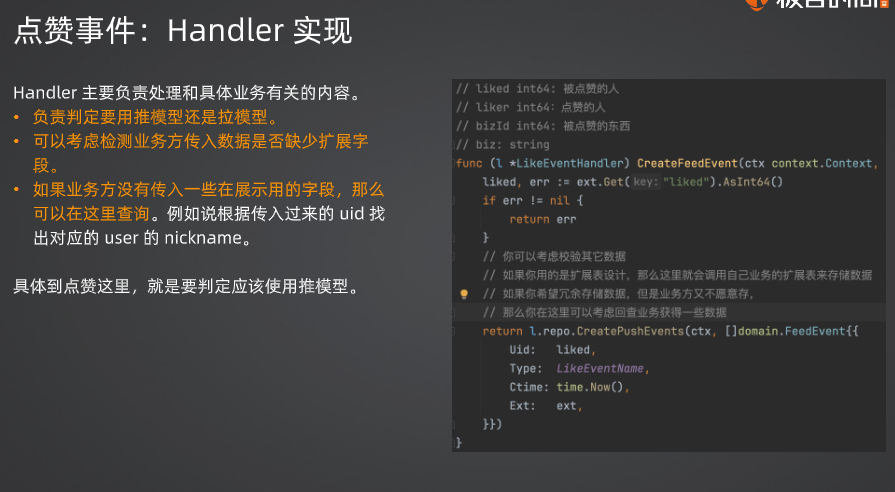 点赞事件：Handler 实现
Handler 主要负责处理和具体业务有关的内容。
• 负责判定要用推模型还是拉模型。
• 可以考虑检测业务方传入数据是否缺少扩展字
段。
• 如果业务方没有传入一些在展示用的字段，那么
可以在这里查询。例如说根据传入过来的 uid 找
出对应的 user 的 nickname。
具体到点赞这里，就是要判定应该使用推模型。
// liked int64: 被点赞的人
// liker int64：点赞的人
// bizId int64: 被点赞的东西
// biz: string
func (l *LikeEventHandler) CreateFeedEvent(ctx context.Context,
liked, err := ext.Get( key: "liked").AsInt64()
if err != nil {
return err
}
// 你可以考虑校验其它数据
// 如果你用的是扩展表设计，那么这里就会调用自己业务的扩展表来存储数据
// 如果你希望冗余存储数据，但是业务方又不愿意存，
// 那么你在这里可以考虑回查业务获得一些数据
return l.repo.CreatePushEvents(ctx, []domain.FeedEvent{{
Uid: liked,
Type: LikeEventName,
Ctime: time.Now(),
Ext: ext,
}})
}